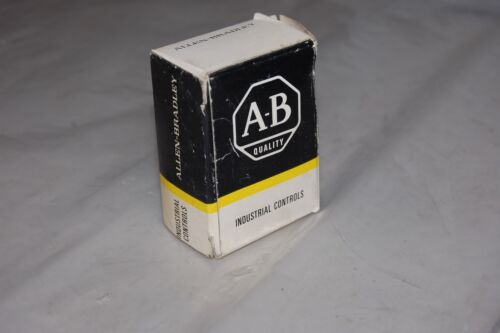 ALLEN-BRADLEY
ALLEN-BRADLEY
INDUSTRIAL
CONTROLS
A-B
QUALITY
INDUSTRIAL CONTROLS